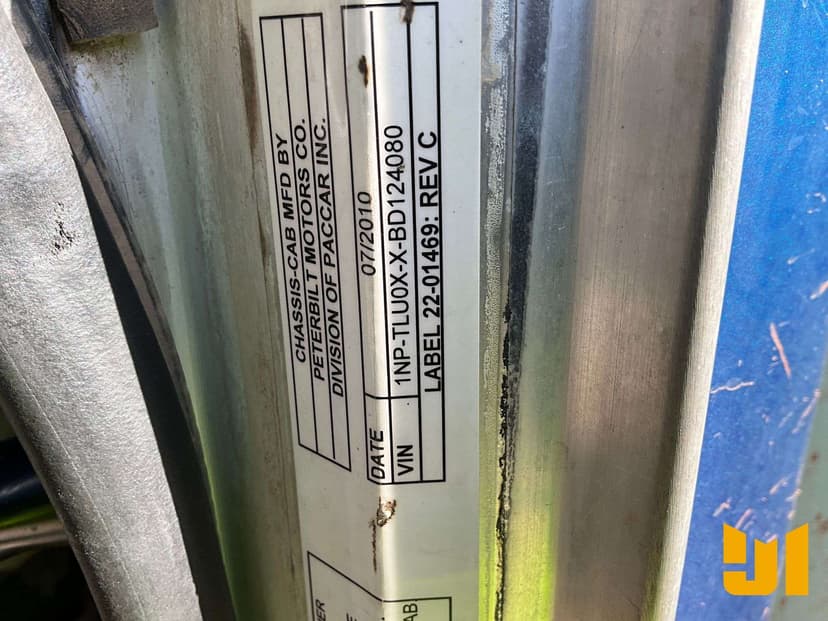 CHASSIS-CAB MFD BY
PETERBILT MOTORS CO.
DIVISION OF PACCAR INC.
DATE 07/2010
VIN 1NP-TLU0X-X-BD124080
LABEL 22-01469: REV C